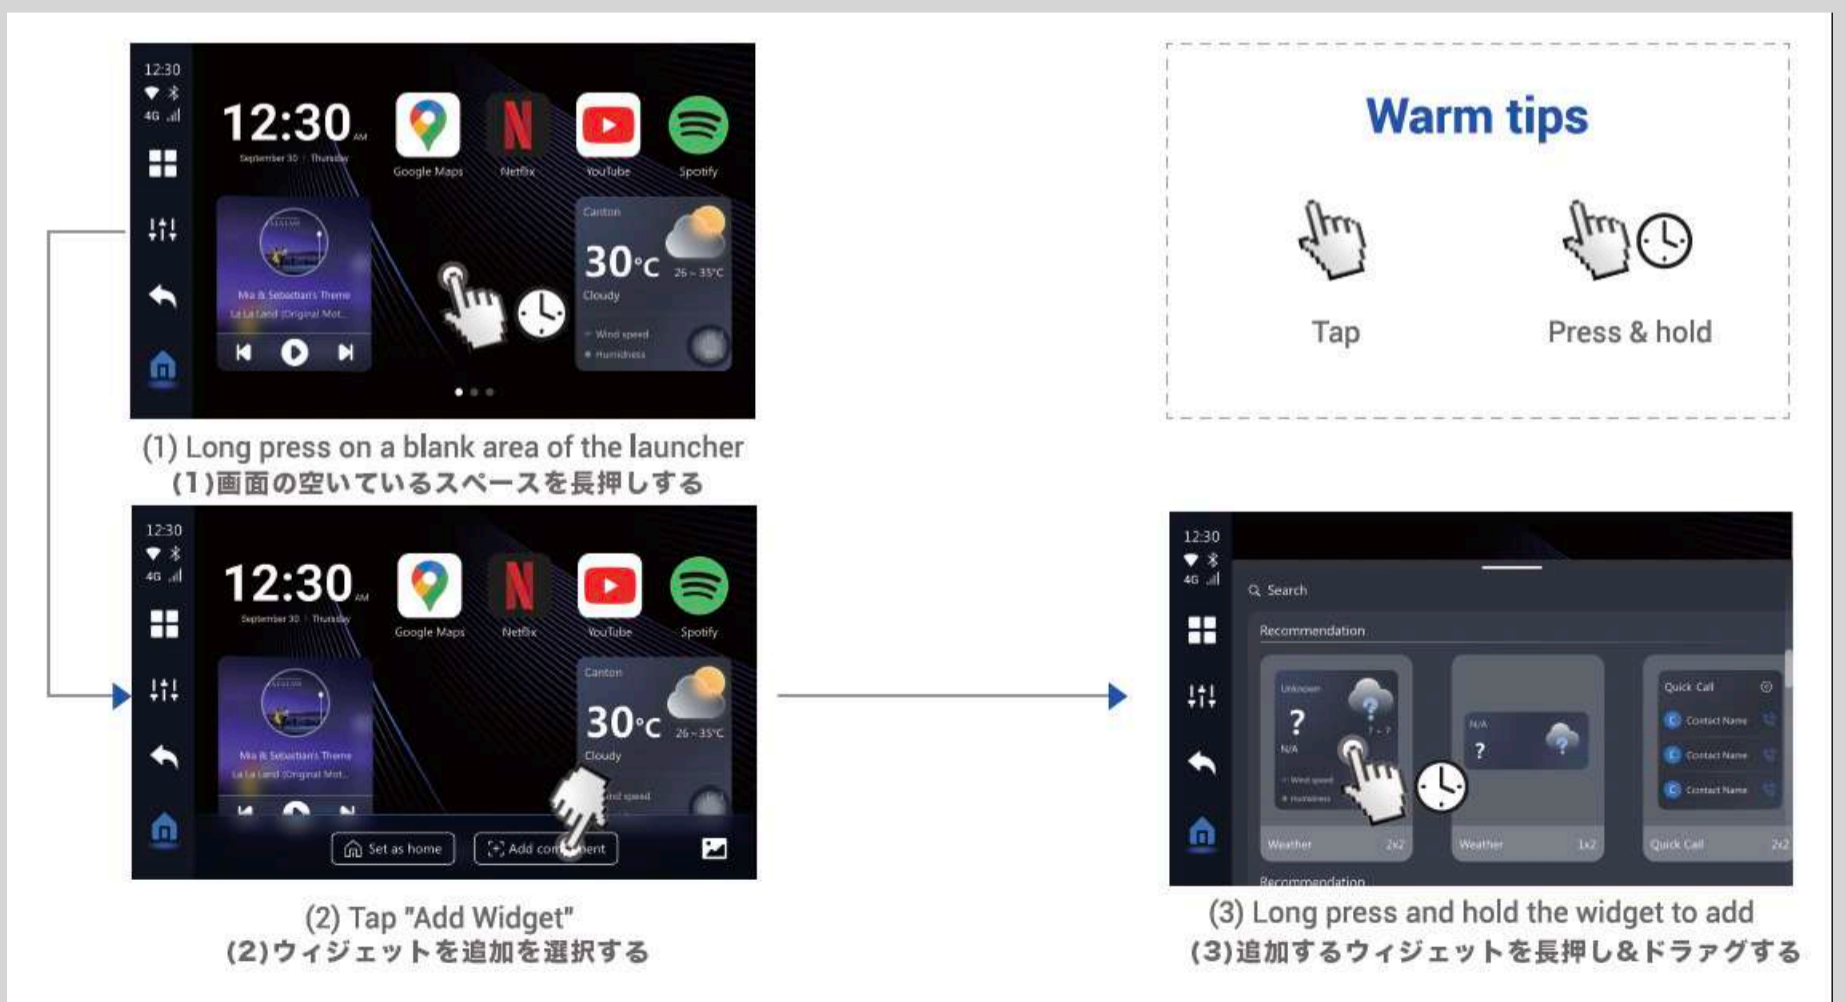 12:30
4G
12:30 AM
September 30 Thursday
Google Maps
Netflix
YouTube
Spotify
Mia & Sebastian's Theme
La La Land (Original Mot...
Canton
30°C
26 ~ 35°C
Cloudy
Wind speed
Humidness
(1) Long press on a blank area of the launcher
(1)画面の空いているスペースを長押しする
Warm tips
Tap
Press & hold
12:30
4G
12:30 AM
September 30 Thursday
Google Maps
Netflix
YouTube
Spotify
Mia & Sebastian's Theme
La La Land (Original Mot...
Canton
30°C
26 ~ 35°C
Cloudy
speed
Set as home
Add
(2) Tap "Add Widget"
(2)ウィジェットを追加を選択する
12:30
4G
Search
Recommendation
Unknown
?
?
? ~ ?
N/A
Wind speed
Humidness
Weather 2x2
N/A
?
?
Weather 1x2
Quick Call
C Contact Name
C Contact Name
C Contact Name
Quick Call 2x2
Recommendation
(3) Long press and hold the widget to add
(3)追加するウィジェットを長押し&ドラァグする